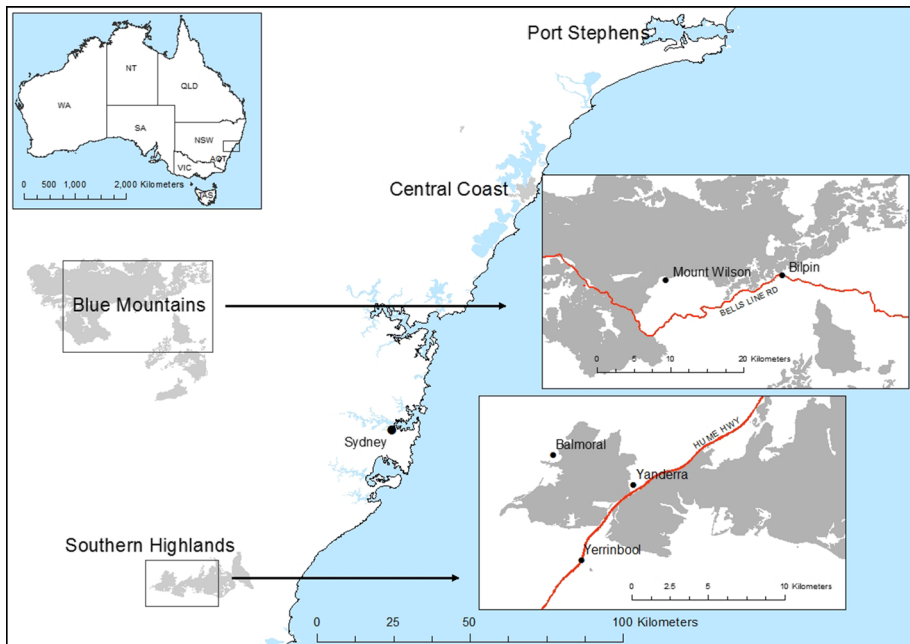 Port Stephens
NT
QLD
WA
SA
NSW
ACT
VIC
TAS
0 500 1,000 2,000 Kilometers
Central Coast
Blue Mountains
Mount Wilson
Bilpin
BELLS LINE RD
0 5 10 20 Kilometers
Sydney
HUME HWY
Balmoral
Yanderra
Yerrinbool
0 2.5 5 10 Kilometers
Southern Highlands
0 25 50 100 Kilometers